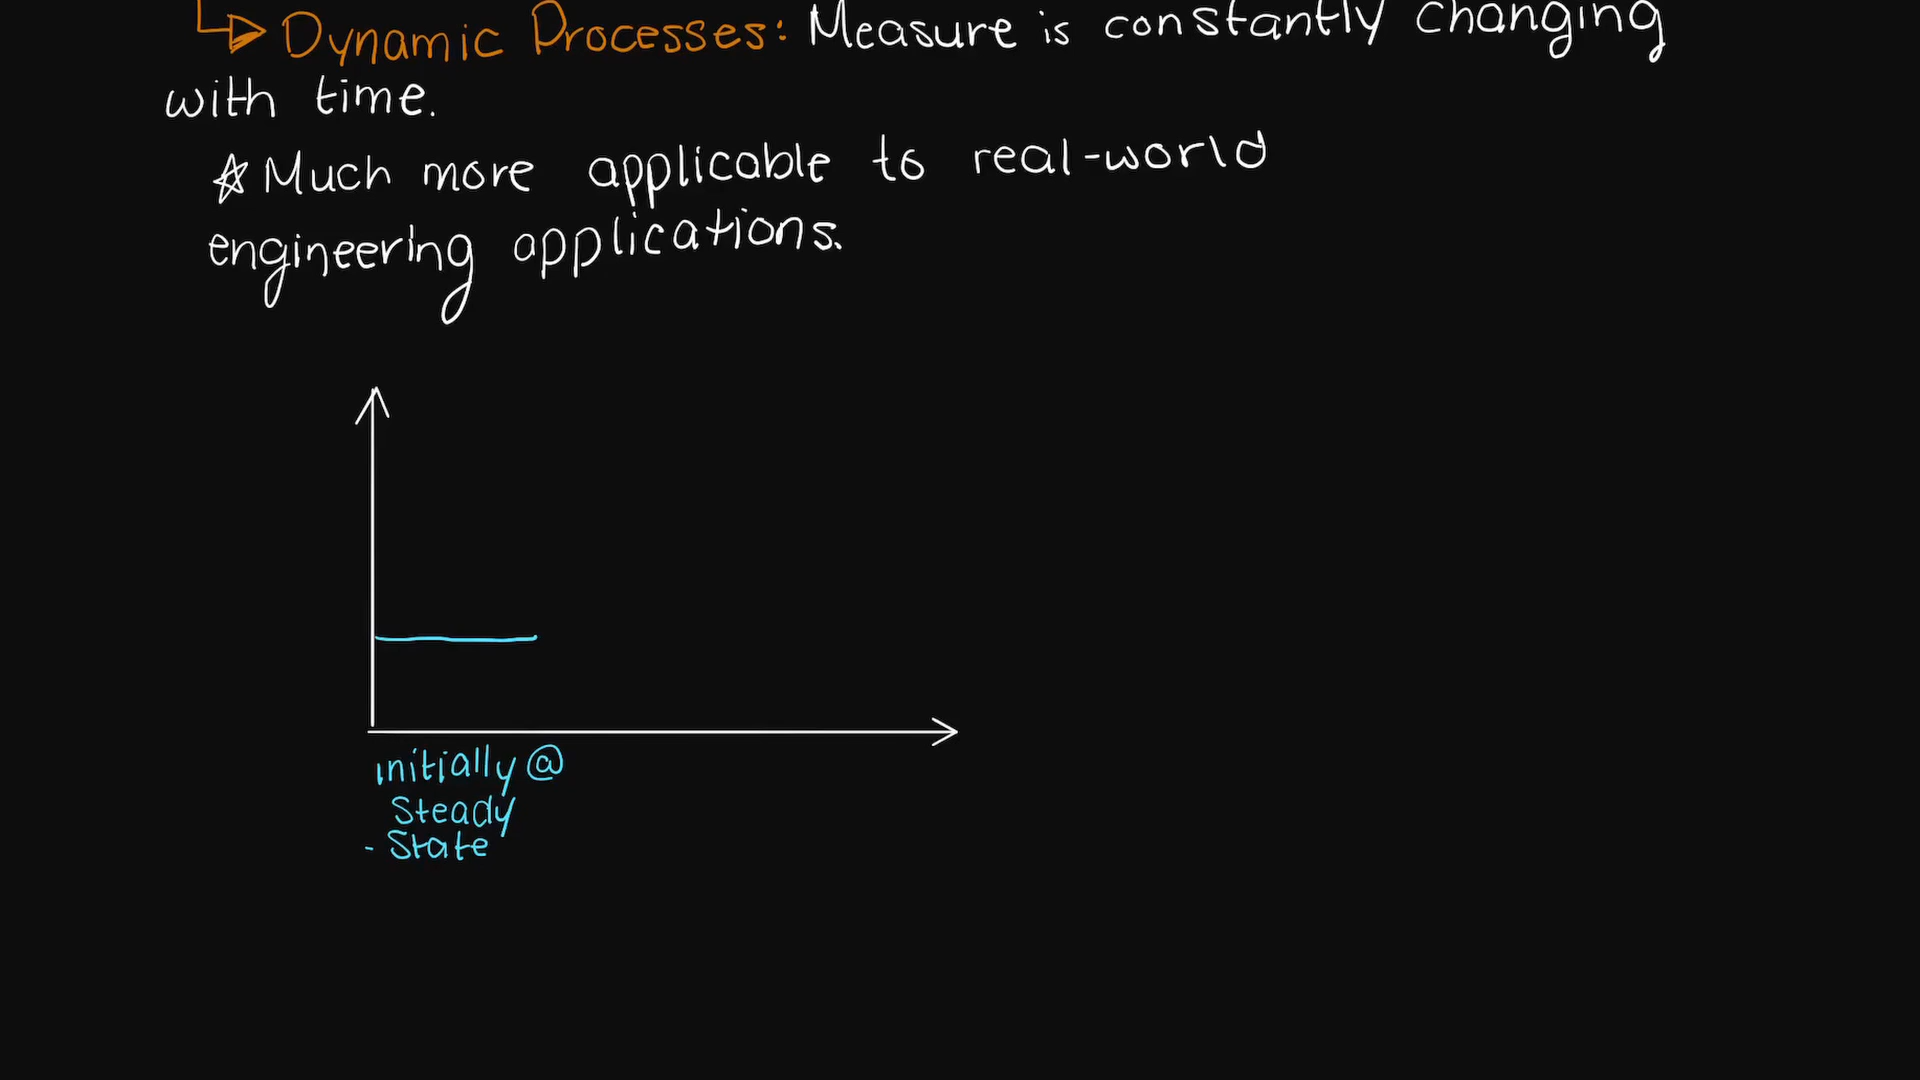 Dynamic Processes: Measure is constantly changing
with time.
☆ Much more applicable to real-world
engineering applications.
initially @
Steady
- State